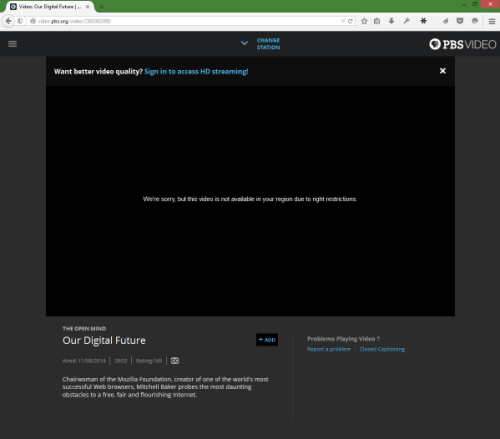 Video: Our Digital Future | ...
video.pbs.org/video/2365360388/
CHANGE
STATION
PBS VIDEO
Want better video quality? Sign in to access HD streaming!
We're sorry, but this video is not available in your region due to right restrictions.
THE OPEN MIND
Our Digital Future
+ ADD
Aired: 11/08/2014
28:02
Rating: NR
Chairwoman of the Mozilla Foundation, creator of one of the world's most
successful Web browsers, Mitchell Baker probes the most daunting
obstacles to a free, fair and flourishing internet.
Problems Playing Video ?
Report a problem
Closed Captioning